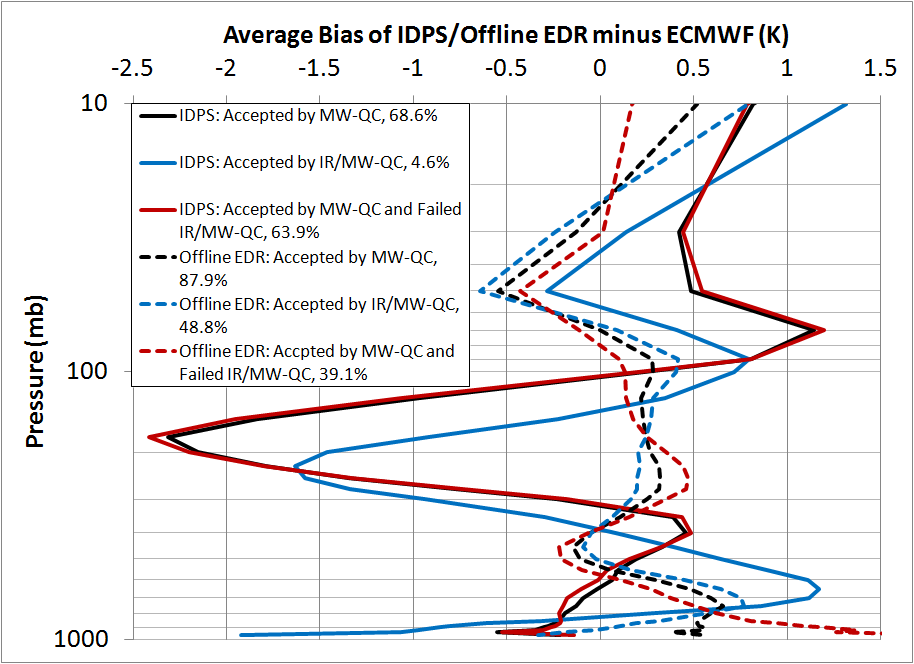 Average Bias of IDPS/Offline EDR minus ECMWF (K)
-2.5 -2 -1.5 -1 -0.5 0 0.5 1 1.5
10
IDPS: Accepted by MW-QC, 68.6%
IDPS: Accepted by IR/MW-QC, 4.6%
IDPS: Accepted by MW-QC and Failed
IR/MW-QC, 63.9%
Offline EDR: Accepted by MW-QC,
87.9%
Offline EDR: Accepted by IR/MW-QC,
48.8%
Offline EDR: Accpted by MW-QC and
Failed IR/MW-QC, 39.1%
Pressure (mb)
100
1000